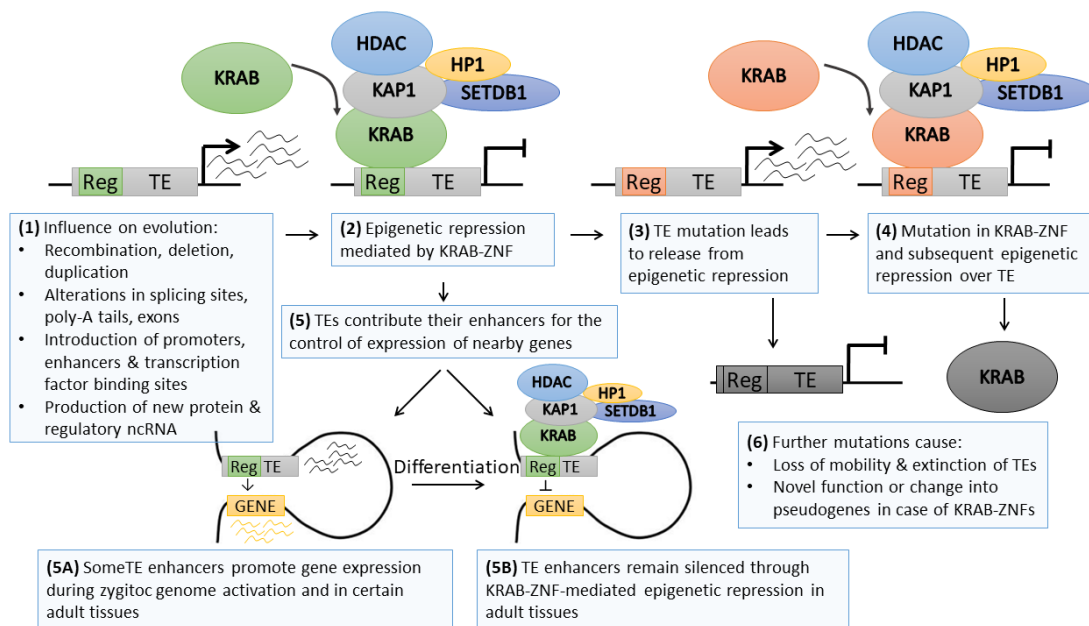 HDAC
HP1
KRAB
KAP1
SETDB1
KRAB
Reg TE
Reg TE
HDAC
HP1
KRAB
KAP1
SETDB1
KRAB
Reg TE
Reg TE
(1) Influence on evolution:
• Recombination, deletion,
duplication
• Alterations in splicing sites,
poly-A tails, exons
• Introduction of promoters,
enhancers & transcription
factor binding sites
• Production of new protein &
regulatory ncRNA
(2) Epigenetic repression
mediated by KRAB-ZNF
(3) TE mutation leads
to release from
epigenetic repression
(4) Mutation in KRAB-ZNF
and subsequent epigenetic
repression over TE
(5) TEs contribute their enhancers for the
control of expression of nearby genes
Reg TE
KRAB
HDAC
HP1
KAP1
SETDB1
KRAB
Reg TE
GENE
Differentiation
Reg TE
GENE
(6) Further mutations cause:
• Loss of mobility & extinction of TEs
• Novel function or change into
pseudogenes in case of KRAB-ZNFs
(5A) SomeTE enhancers promote gene expression
during zygitoc genome activation and in certain
adult tissues
(5B) TE enhancers remain silenced through
KRAB-ZNF-mediated epigenetic repression in
adult tissues